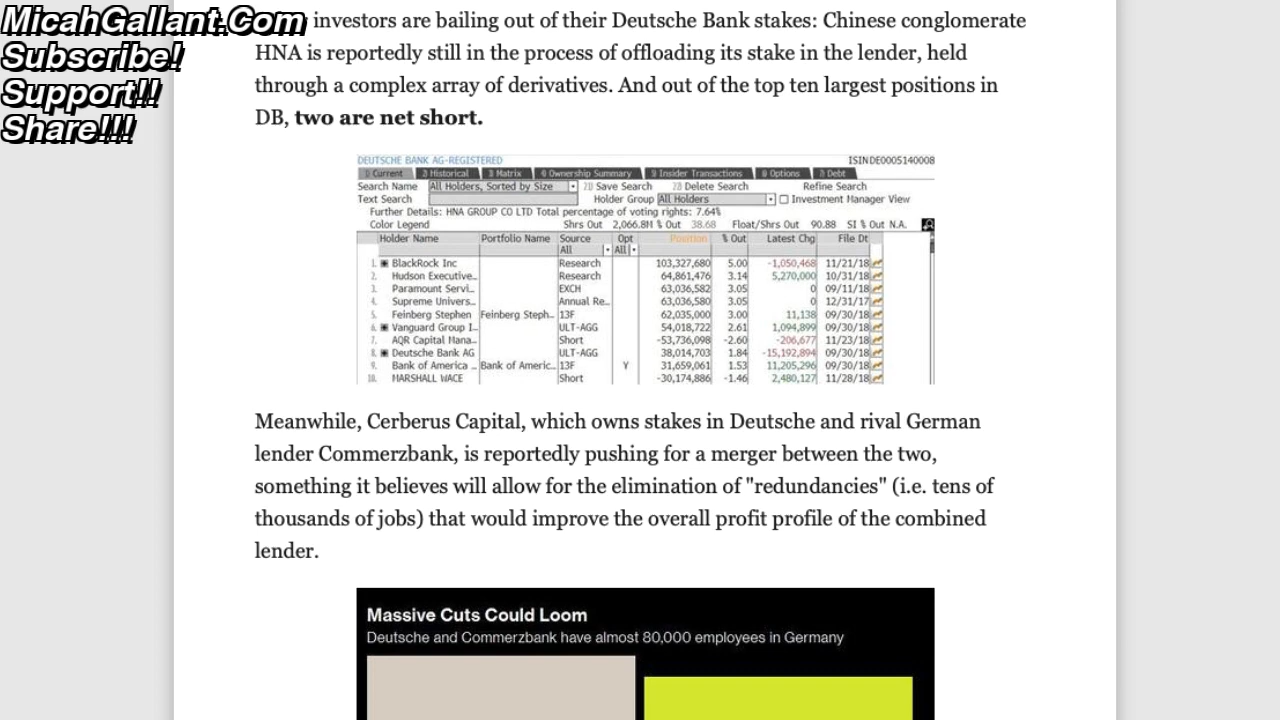 MicahGallant.Com
Subscribe!
Support!!
Share!!!
investors are bailing out of their Deutsche Bank stakes: Chinese conglomerate
HNA is reportedly still in the process of offloading its stake in the lender, held
through a complex array of derivatives. And out of the top ten largest positions in
DB, two are net short.
DEUTSCHE BANK AG-REGISTERED ISIN DE0005140008
1) Current 2) Historical 3) Matrix 4) Ownership Summary Insider Transactions Options Debt
Search Name All Holders, Sorted by Size Save Search Delete Search Refine Search
Text Search Holder Group All Holders Investment Manager View
Further Details: HNA GROUP CO LTD Total percentage of voting rights: 7.64%
Color Legend Shrs Out 2,066.8M % Out 38.68 Float/Shrs Out 90.88 SI % Out N.A.
Holder Name Portfolio Name Source Opt Position % Out Latest Chg File Dt
All All
1. BlackRock Inc Research 103,327,680 5.00 -1,050,468 11/21/18
2. Hudson Executive... Research 64,861,476 3.14 5,270,000 10/31/18
3. Paramount Servi... EXCH 63,036,582 3.05 0 09/11/18
4. Supreme Univers... Annual Re... 63,036,580 3.05 0 12/31/17
5. Feinberg Stephen Feinberg Steph... 13F 62,035,000 3.00 11,138 09/30/18
6. Vanguard Group I... ULT-AGG 54,018,722 2.61 1,094,899 09/30/18
7. AQR Capital Mana... Short -53,736,098 -2.60 -206,677 11/23/18
8. Deutsche Bank AG ULT-AGG 38,014,703 1.84 -15,192,894 09/30/18
9. Bank of America ... Bank of Americ... 13F Y 31,659,061 1.53 11,205,296 09/30/18
10. MARSHALL WACE Short -30,174,886 -1.46 2,480,127 11/28/18
Meanwhile, Cerberus Capital, which owns stakes in Deutsche and rival German
lender Commerzbank, is reportedly pushing for a merger between the two,
something it believes will allow for the elimination of "redundancies" (i.e. tens of
thousands of jobs) that would improve the overall profit profile of the combined
lender.
Massive Cuts Could Loom
Deutsche and Commerzbank have almost 80,000 employees in Germany